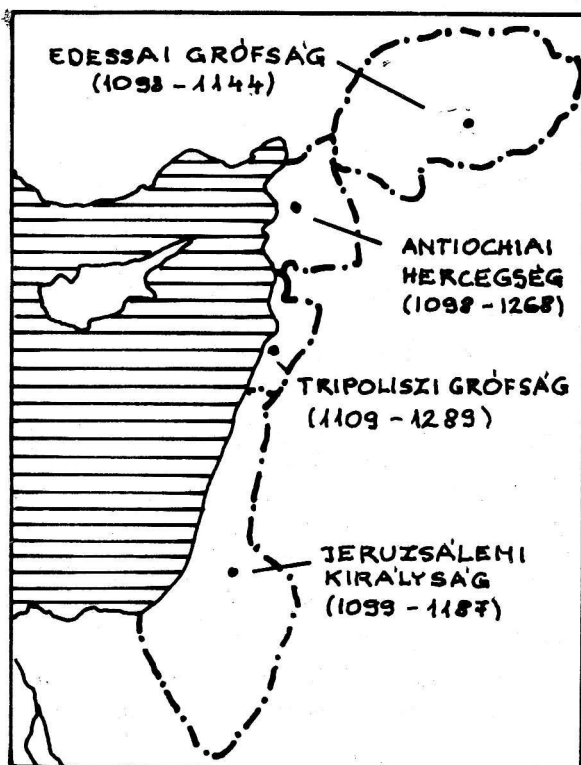 EDESSAI GRÓFSÁG
(1098 - 1144)
ANTIOCHIAI
HERCEGSÉG
(1098 - 1268)
TRIPOLISZI GRÓFSÁG
(1109 - 1289)
JERUZSÁLEMI
KIRÁLYSÁG
(1099 - 1187)